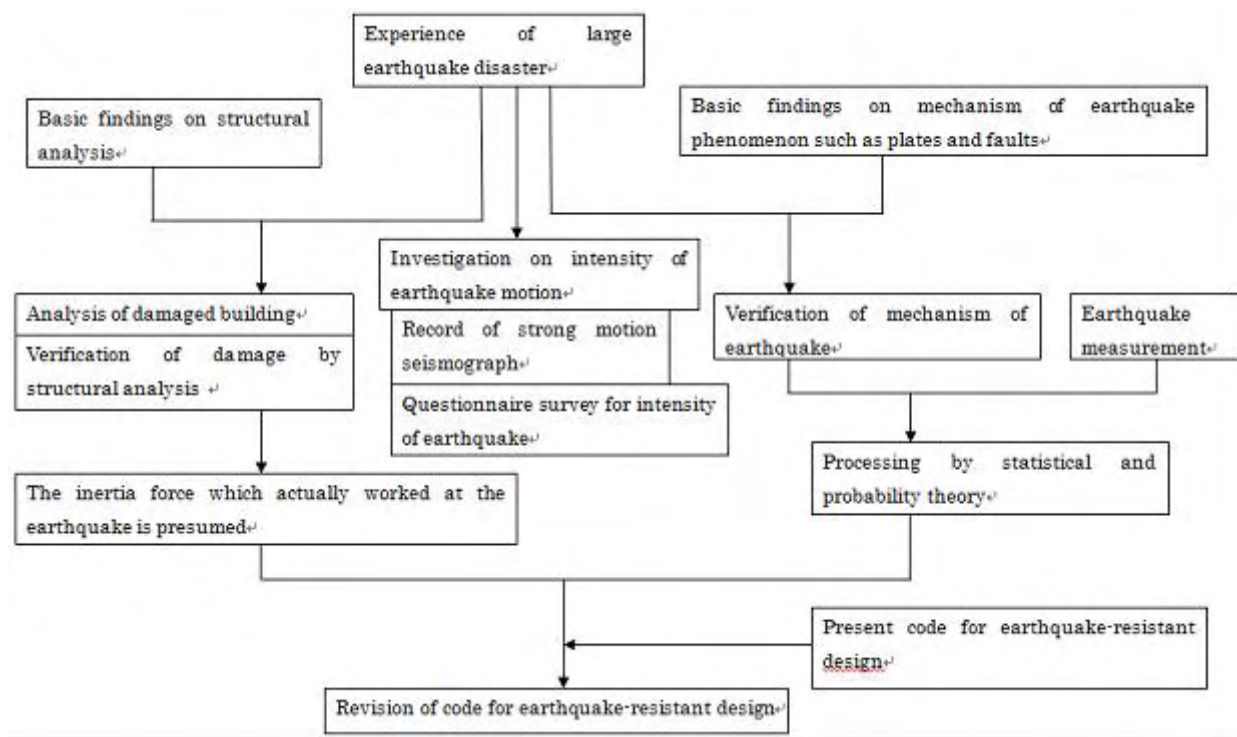 Experience of large
earthquake disaster↵
Basic findings on structural
analysis↵
Basic findings on mechanism of earthquake
phenomenon such as plates and faults↵
Investigation on intensity of
earthquake motion↵
Record of strong motion
seismograph↵
Questionnaire survey for intensity
of earthquake↵
Analysis of damaged building↵
Verification of damage by
structural analysis ↵
Verification of mechanism of
earthquake↵
Earthquake
measurement↵
The inertia force which actually worked at the
earthquake is presumed↵
Processing by statistical and
probability theory↵
Present code for earthquake-resistant
design↵
Revision of code for earthquake-resistant design↵